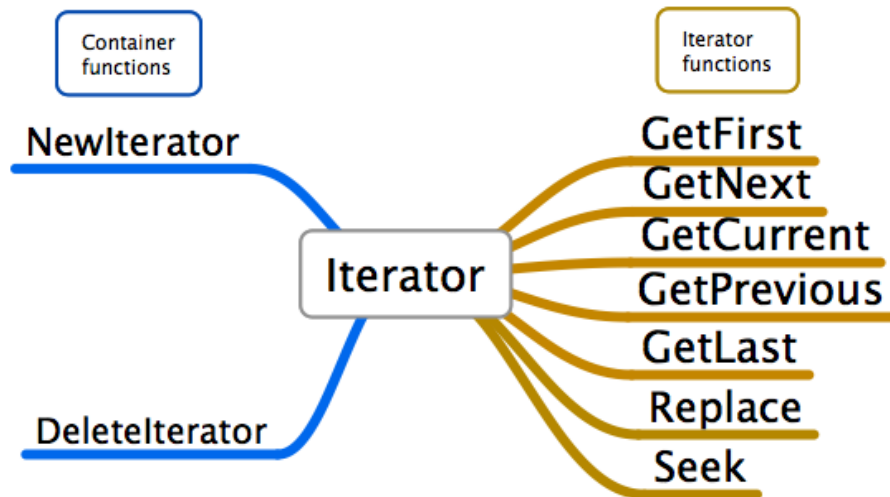 Container
functions
Iterator
functions
NewIterator
GetFirst
GetNext
GetCurrent
Iterator
GetPrevious
GetLast
Replace
DeleteIterator
Seek